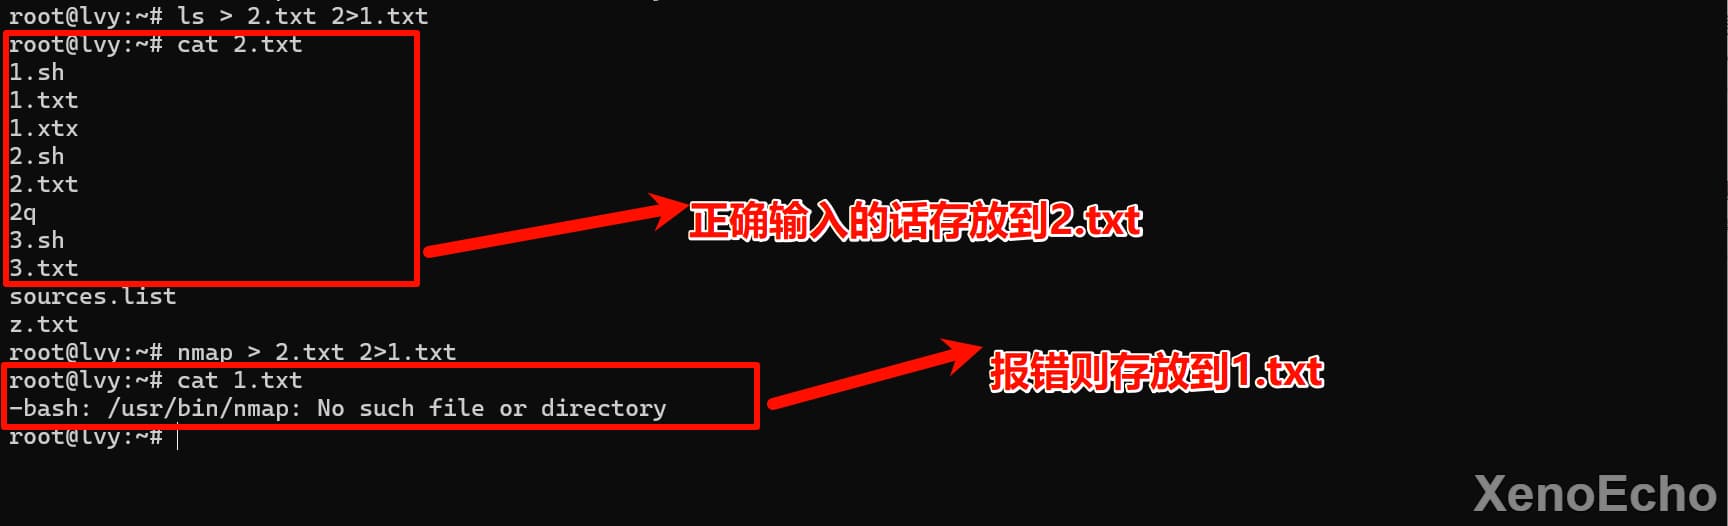 root@lvy:~# ls > 2.txt 2>1.txt
root@lvy:~# cat 2.txt
1.sh
1.txt
1.xtx
2.sh
2.txt
2q
3.sh
3.txt
正确输入的话存放到2.txt
sources.list
z.txt
root@lvy:~# nmap > 2.txt 2>1.txt
root@lvy:~# cat 1.txt
报错则存放到1.txt
-bash: /usr/bin/nmap: No such file or directory
root@lvy:~#
XenoEcho